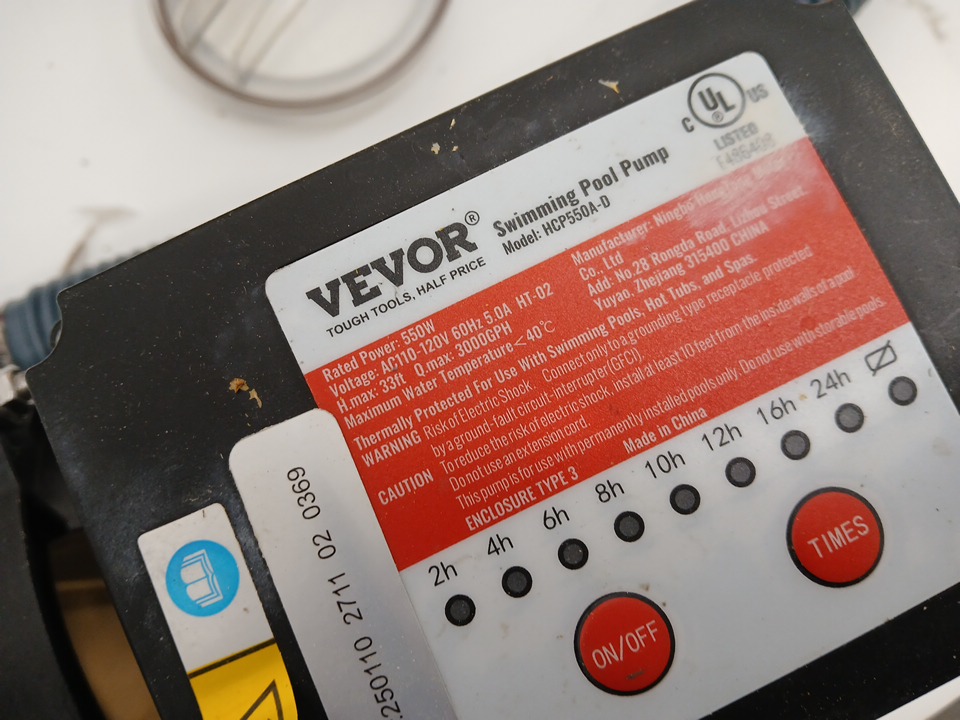 C UL ® US
LISTED
VEVOR®
TOUGH TOOLS, HALF PRICE
Swimming Pool Pump
Model: HCP550A-D
Rated Power: 550W
Voltage: AC110-120V 60Hz 5.0A HT-02
H.max: 33ft Q.max: 3000GPH
Maximum Water Temperature<40℃
Manufacturer: Ningbo
Co., Ltd
Add: No.28 Rongda Road, Lizhou Street,
Yuyao, Zhejiang 315400 CHINA
Thermally Protected For Use With Swimming Pools, Hot Tubs, and Spas.
WARNING Risk of Electric Shock. Connect only to a grounding type receptacle protected
by a ground-fault circuit-interrupter (GFCI).
CAUTION To reduce the risk of electric shock, install at least 10 feet from the inside walls of a pool
Do not use an extension cord.
This pump is for use with permanently installed pools only. Do not use with storable pools.
ENCLOSURE TYPE 3 Made in China
2h 4h 6h 8h 10h 12h 16h 24h
ON/OFF
TIMES
250110 2711 02 0369